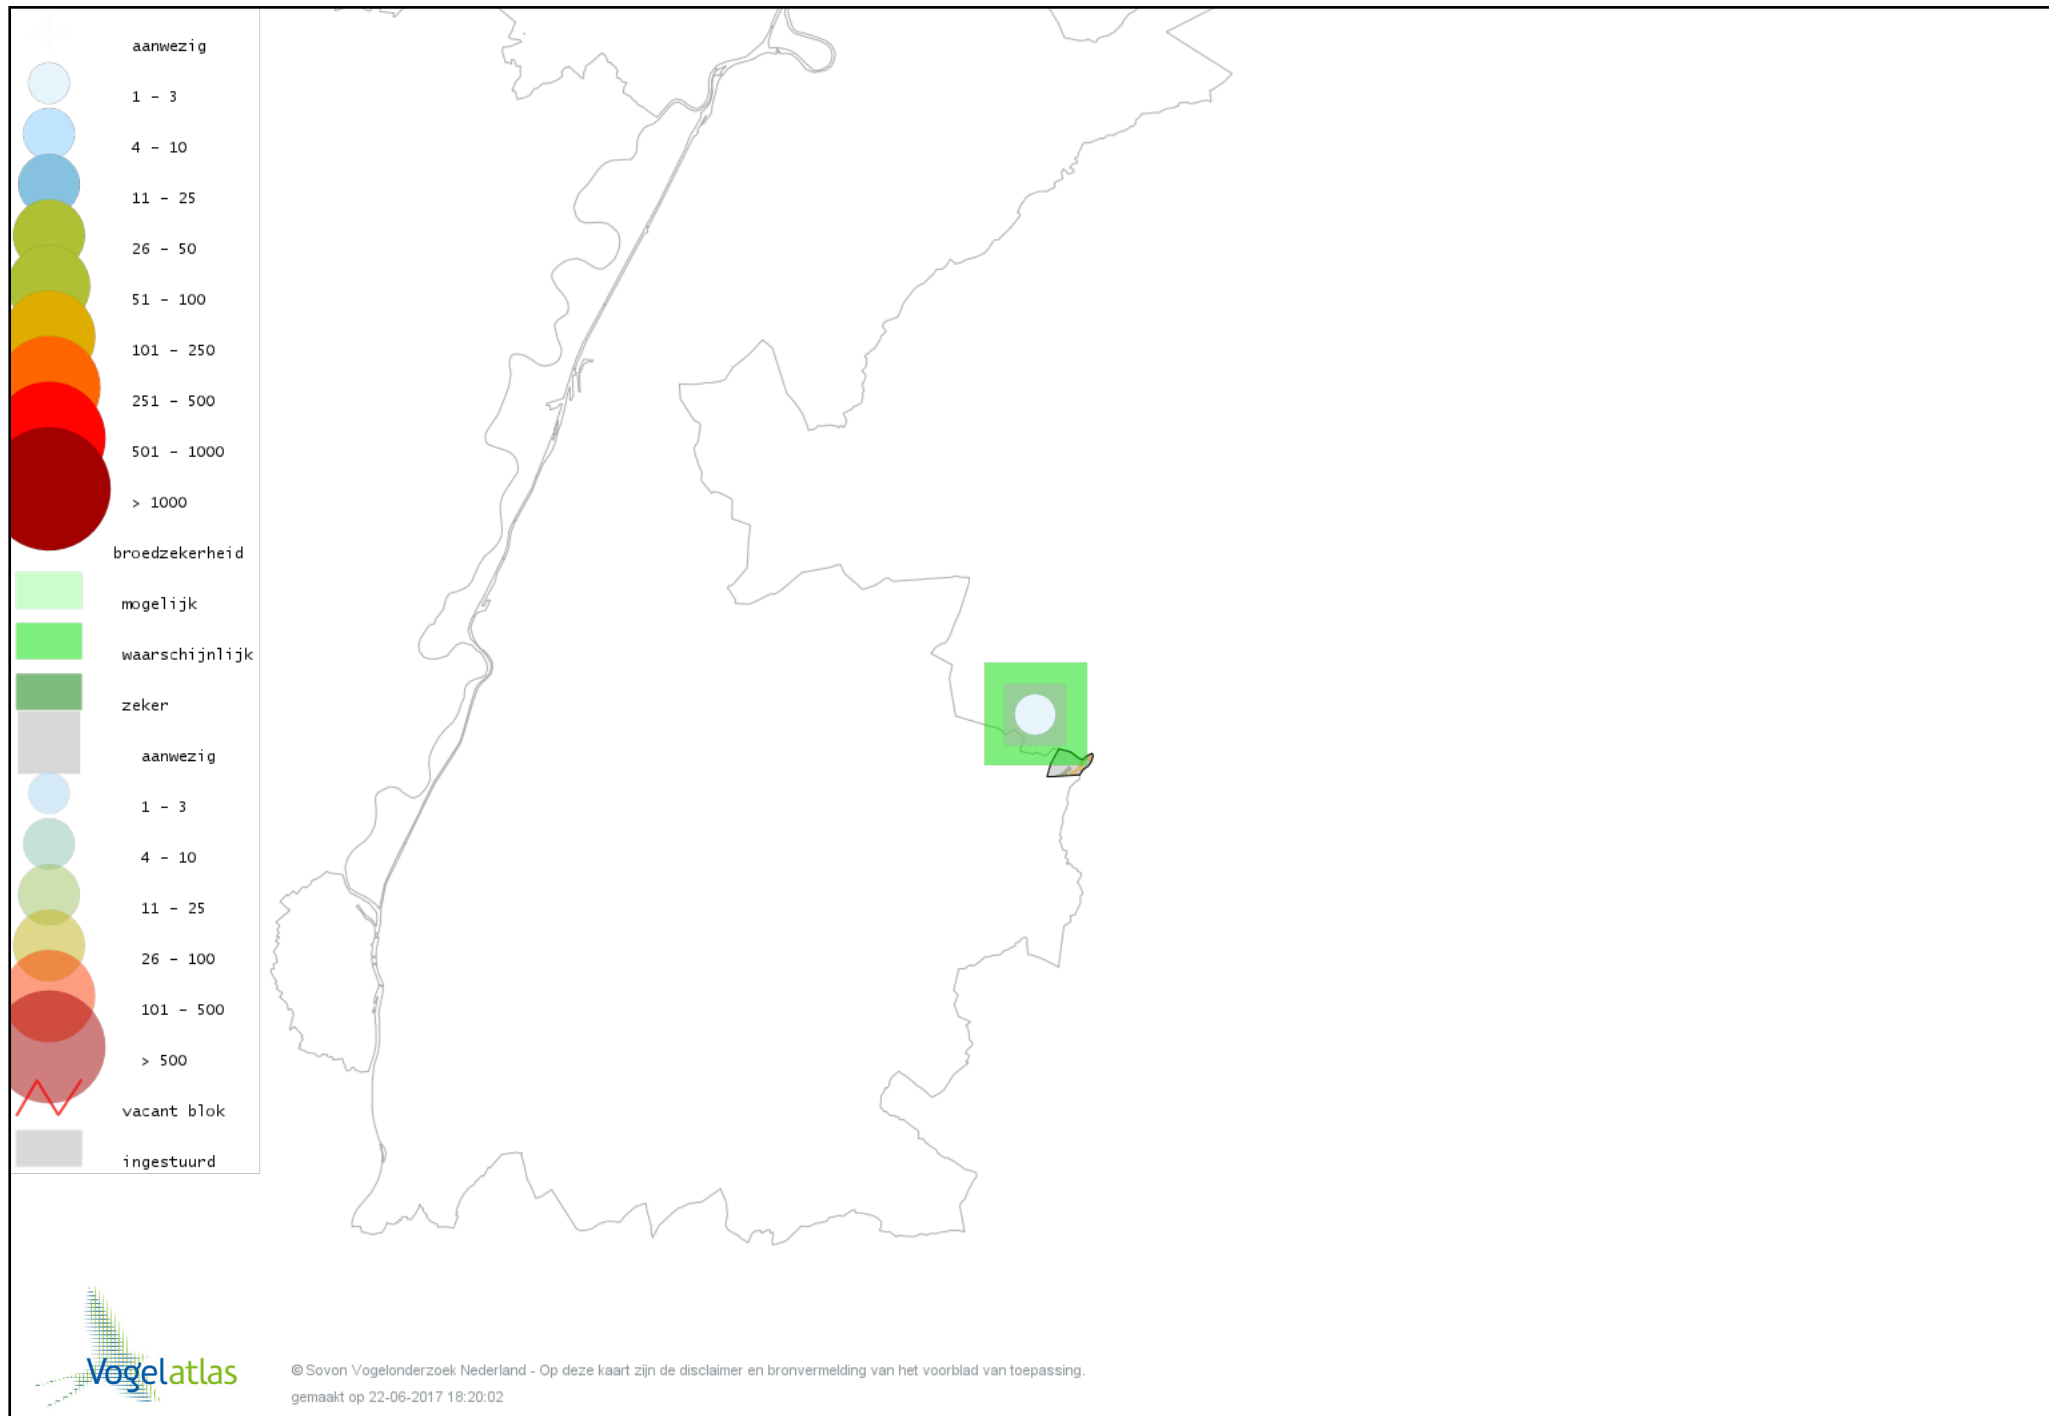 aanwezig
1 - 3
4 - 10
11 - 25
26 - 50
51 - 100
101 - 250
251 - 500
501 - 1000
> 1000
broedzekerheid
mogelijk
waarschijnlijk
zeker
aanwezig
1 - 3
4 - 10
11 - 25
26 - 100
101 - 500
> 500
vacant blok
ingestuurd
Vogelatlas
© Sovon Vogelonderzoek Nederland - Op deze kaart zijn de disclaimer en bronvermelding van het voorblad van toepassing.
gemaakt op 22-06-2017 18:20:02